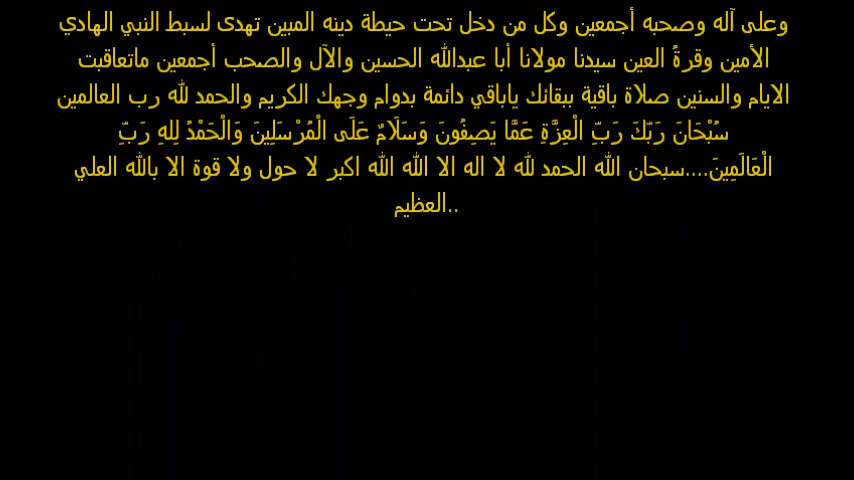 وعلى آله وصحبه أجمعين وكل من دخل تحت حيطة دينه المبين تهدى لسبط النبي الهادي
الأمين وقرةً العين سيدنا مولانا أبا عبدالله الحسين والآل والصحب أجمعين ماتعاقبت
الايام والسنين صلاة باقية ببقائك ياباقي دائمة بدوام وجهك الكريم والحمد لله رب العالمين
سُبْحَانَ رَبِّكَ رَبِّ الْعِزَّةِ عَمَّا يَصِفُونَ وَسَلَامٌ عَلَى الْمُرْسَلِينَ وَالْحَمْدُ لِلهِ رَبِّ
الْعَالَمِينَ....سبحان الله الحمد لله لا اله الا الله الله اكبر لا حول ولا قوة الا بالله العلي
العظيم..